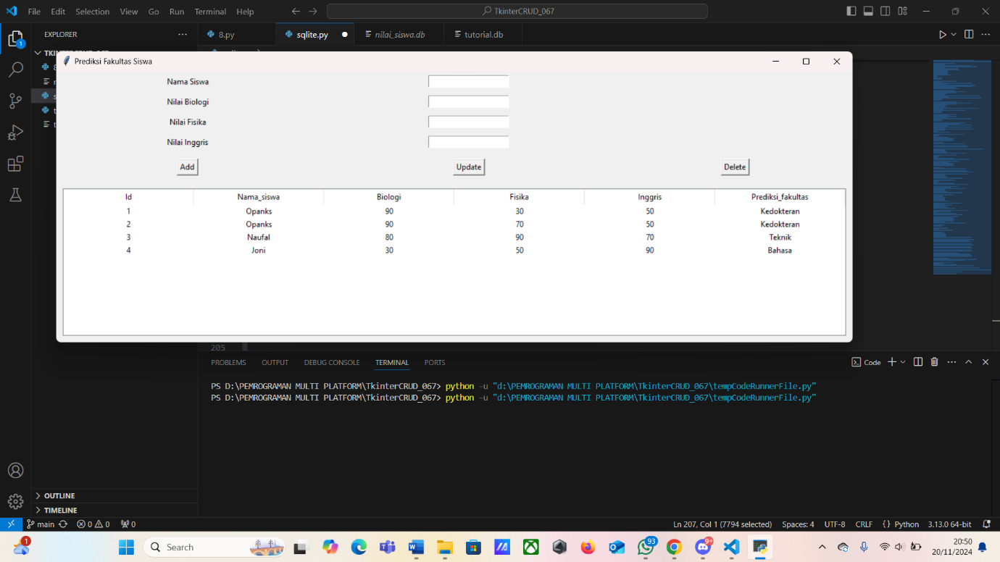 File Edit Selection View Go Run Terminal Help
TkinterCRUD_067
EXPLORER
8.py
sqlite.py
nilai_siswa.db
tutorial.db
Prediksi Fakultas Siswa
Nama Siswa
Nilai Biologi
Nilai Fisika
Nilai Inggris
Add Update Delete
Id Nama_siswa Biologi Fisika Inggris Prediksi_fakultas
1 Opanks 90 30 50 Kedokteran
2 Opanks 90 70 50 Kedokteran
3 Naufal 80 90 70 Teknik
4 Joni 30 50 90 Bahasa
205
PROBLEMS OUTPUT DEBUG CONSOLE TERMINAL PORTS
Code
PS D:\PEMROGRAMAN MULTI PLATFORM\TkinterCRUD_067> python -u "d:\PEMROGRAMAN MULTI PLATFORM\TkinterCRUD_067\tempCodeRunnerFile.py"
PS D:\PEMROGRAMAN MULTI PLATFORM\TkinterCRUD_067> python -u "d:\PEMROGRAMAN MULTI PLATFORM\TkinterCRUD_067\tempCodeRunnerFile.py"
OUTLINE
TIMELINE
main 0 0 0 Ln 207, Col 1 (7794 selected) Spaces: 4 UTF-8 CRLF {} Python 3.13.0 64-bit
1 Search 93 9+ 20:50
20/11/2024